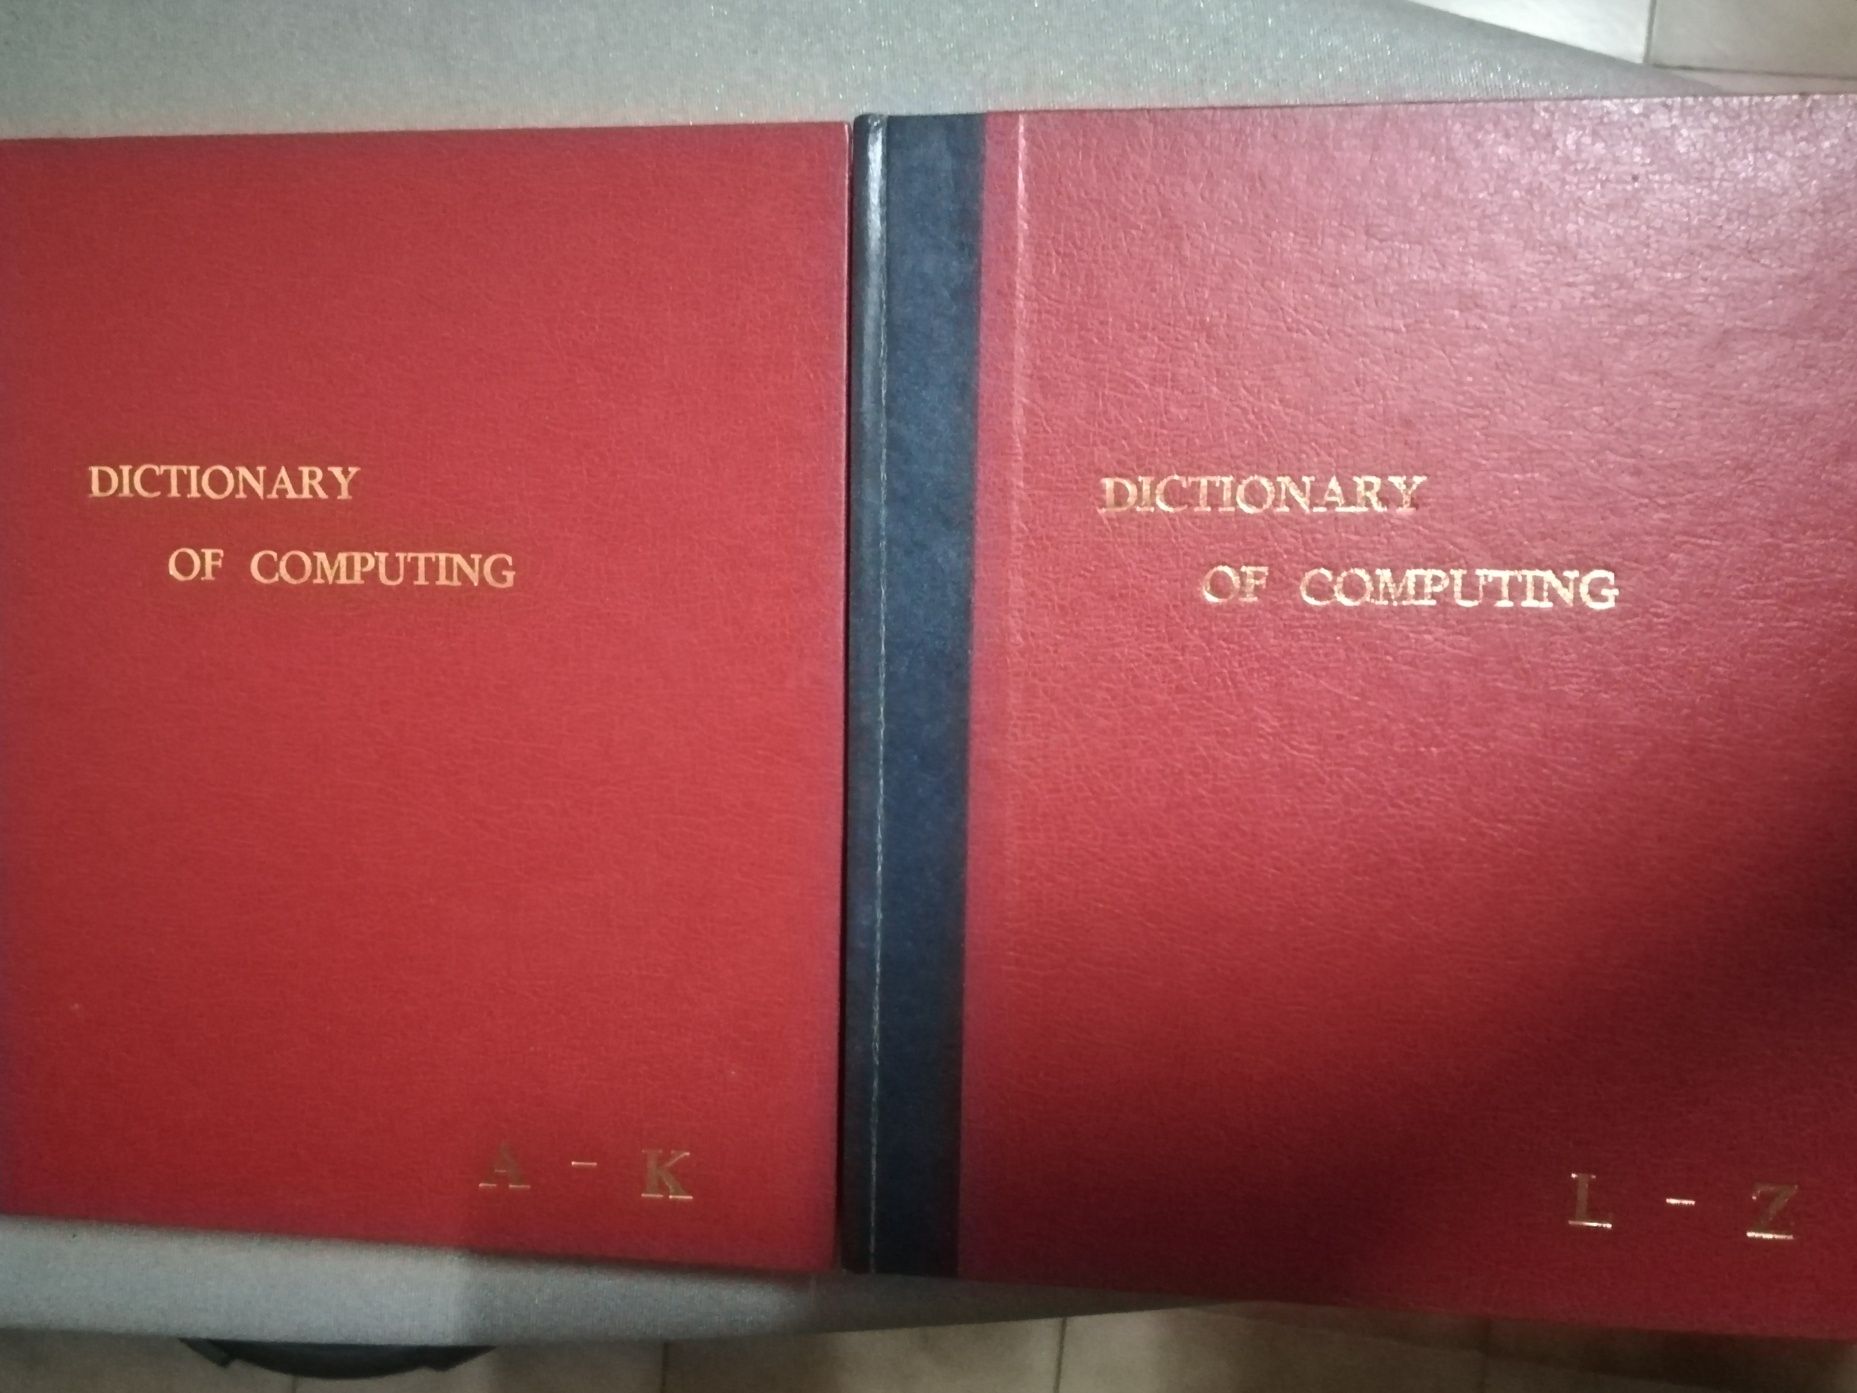 DICTIONARY
OF COMPUTING
A - K
DICTIONARY
OF COMPUTING
L - Z